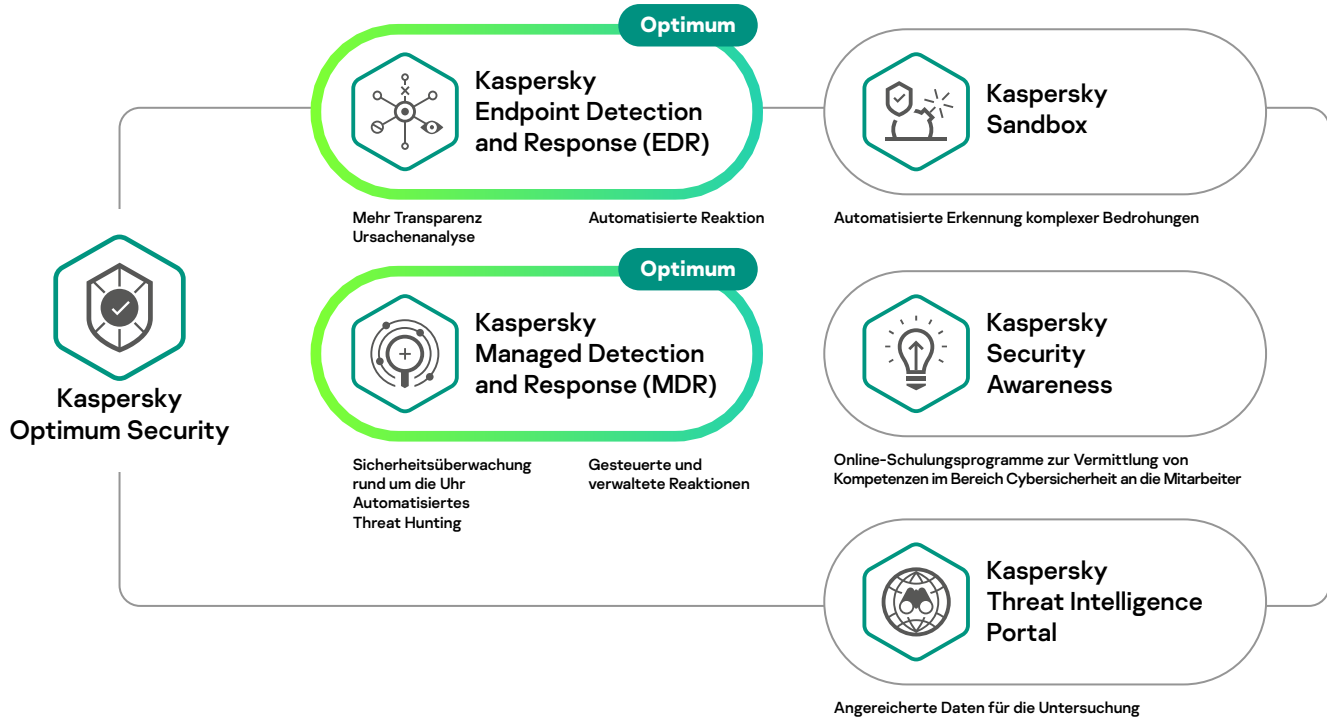 Optimum
Kaspersky
Endpoint Detection
and Response (EDR)
Mehr Transparenz
Ursachenanalyse
Automatisierte Reaktion
Kaspersky
Sandbox
Automatisierte Erkennung komplexer Bedrohungen
Kaspersky
Optimum Security
Optimum
Kaspersky
Managed Detection
and Response (MDR)
Sicherheitsüberwachung
rund um die Uhr
Automatisiertes
Threat Hunting
Gesteuerte und
verwaltete Reaktionen
Kaspersky
Security
Awareness
Online-Schulungsprogramme zur Vermittlung von
Kompetenzen im Bereich Cybersicherheit an die Mitarbeiter
Kaspersky
Threat Intelligence
Portal
Angereicherte Daten für die Untersuchung